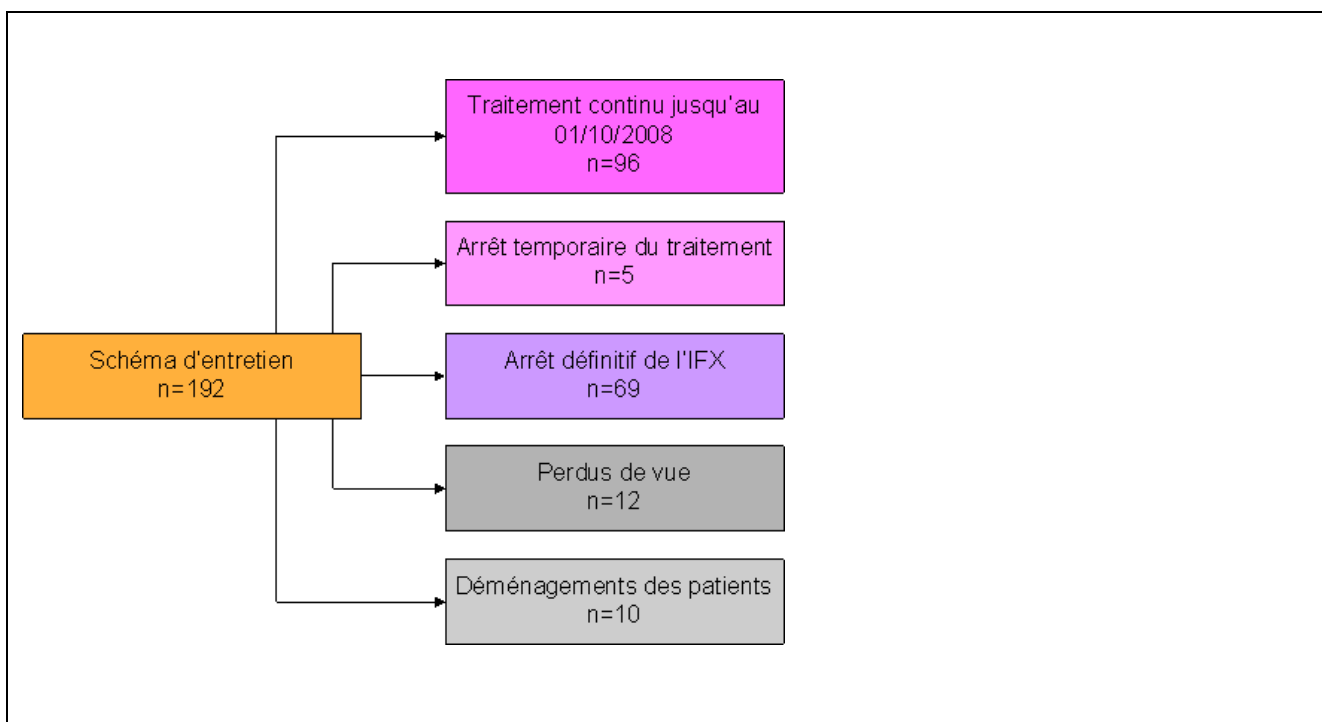 Traitement continu jusqu'au
01/10/2008
n=96
Arrêt temporaire du traitement
n=5
Schéma d'entretien
n=192
Arrêt définitif de l'IFX
n=69
Perdus de vue
n=12
Déménagements des patients
n=10